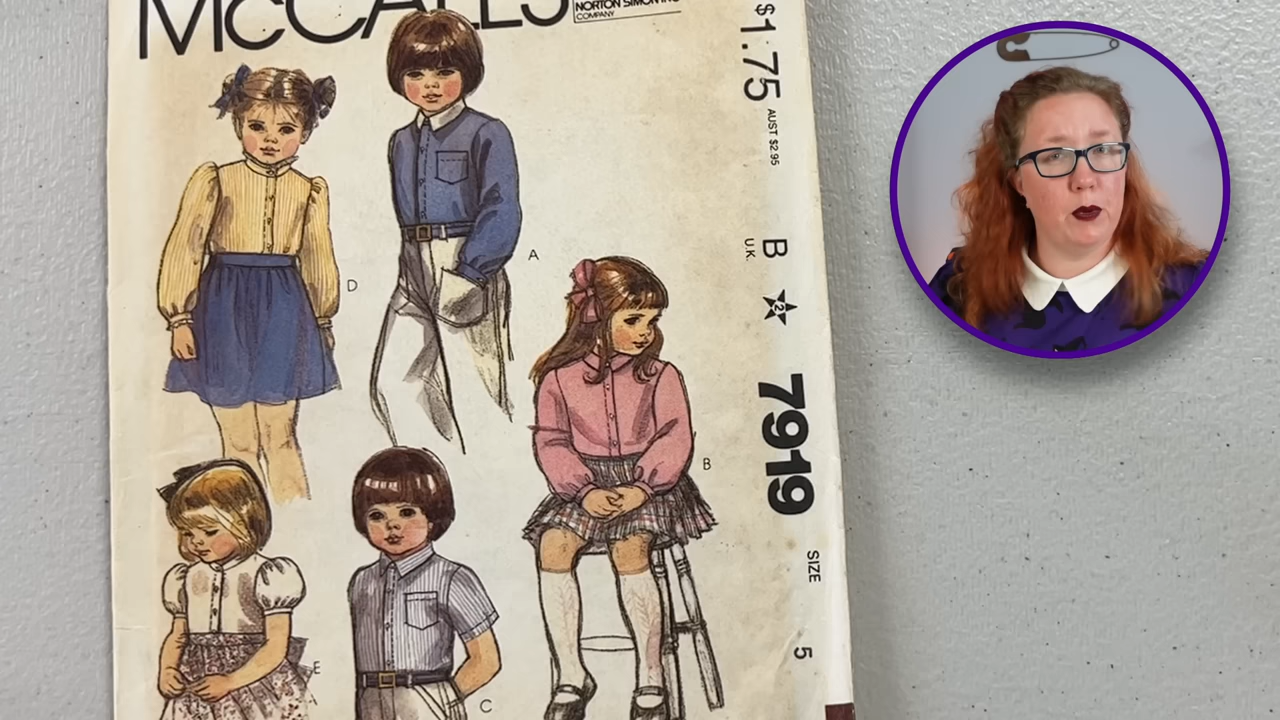 McCALL'S
NORTON SIMON INC
COMPANY
$1.75
AUST $2.95
B
U.K.
2
7919
SIZE
5
A
D
B
E
C